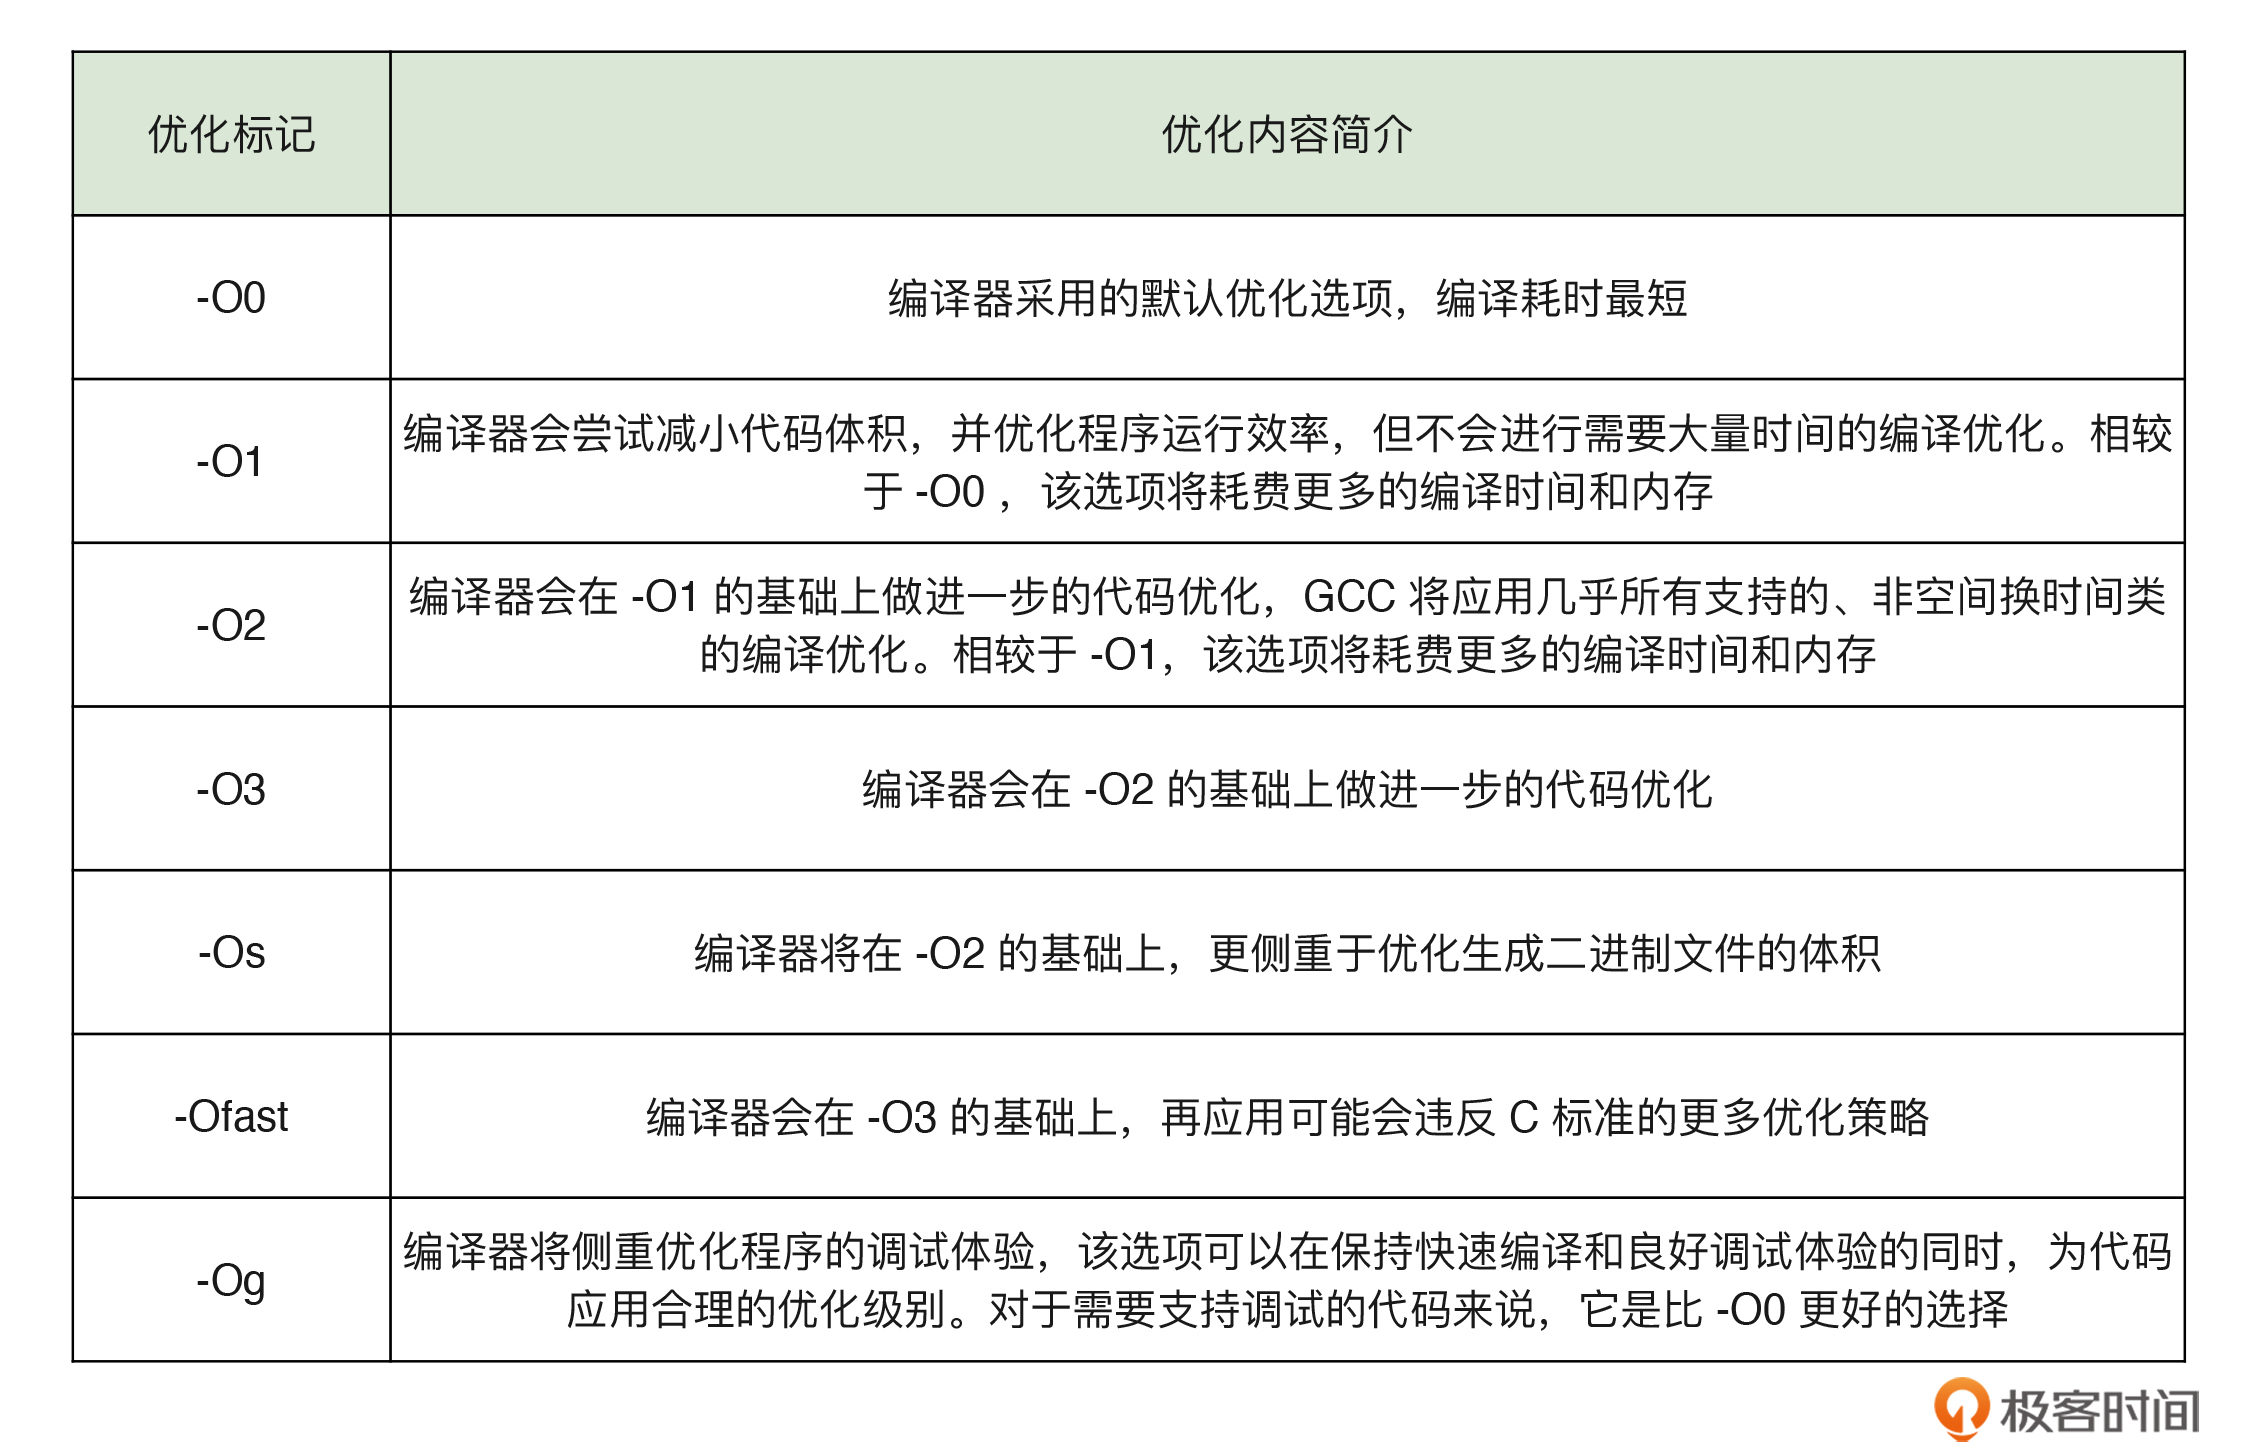 优化标记
优化内容简介
-O0
编译器采用的默认优化选项，编译耗时最短
-O1
编译器会尝试减小代码体积，并优化程序运行效率，但不会进行需要大量时间的编译优化。相较
于 -O0 ，该选项将耗费更多的编译时间和内存
-O2
编译器会在 -O1 的基础上做进一步的代码优化，GCC 将应用几乎所有支持的、非空间换时间类
的编译优化。相较于 -O1，该选项将耗费更多的编译时间和内存
-O3
编译器会在 -O2 的基础上做进一步的代码优化
-Os
编译器将在 -O2 的基础上，更侧重于优化生成二进制文件的体积
-Ofast
编译器会在 -O3 的基础上，再应用可能会违反 C 标准的更多优化策略
-Og
编译器将侧重优化程序的调试体验，该选项可以在保持快速编译和良好调试体验的同时，为代码
应用合理的优化级别。对于需要支持调试的代码来说，它是比 -O0 更好的选择
极客时间